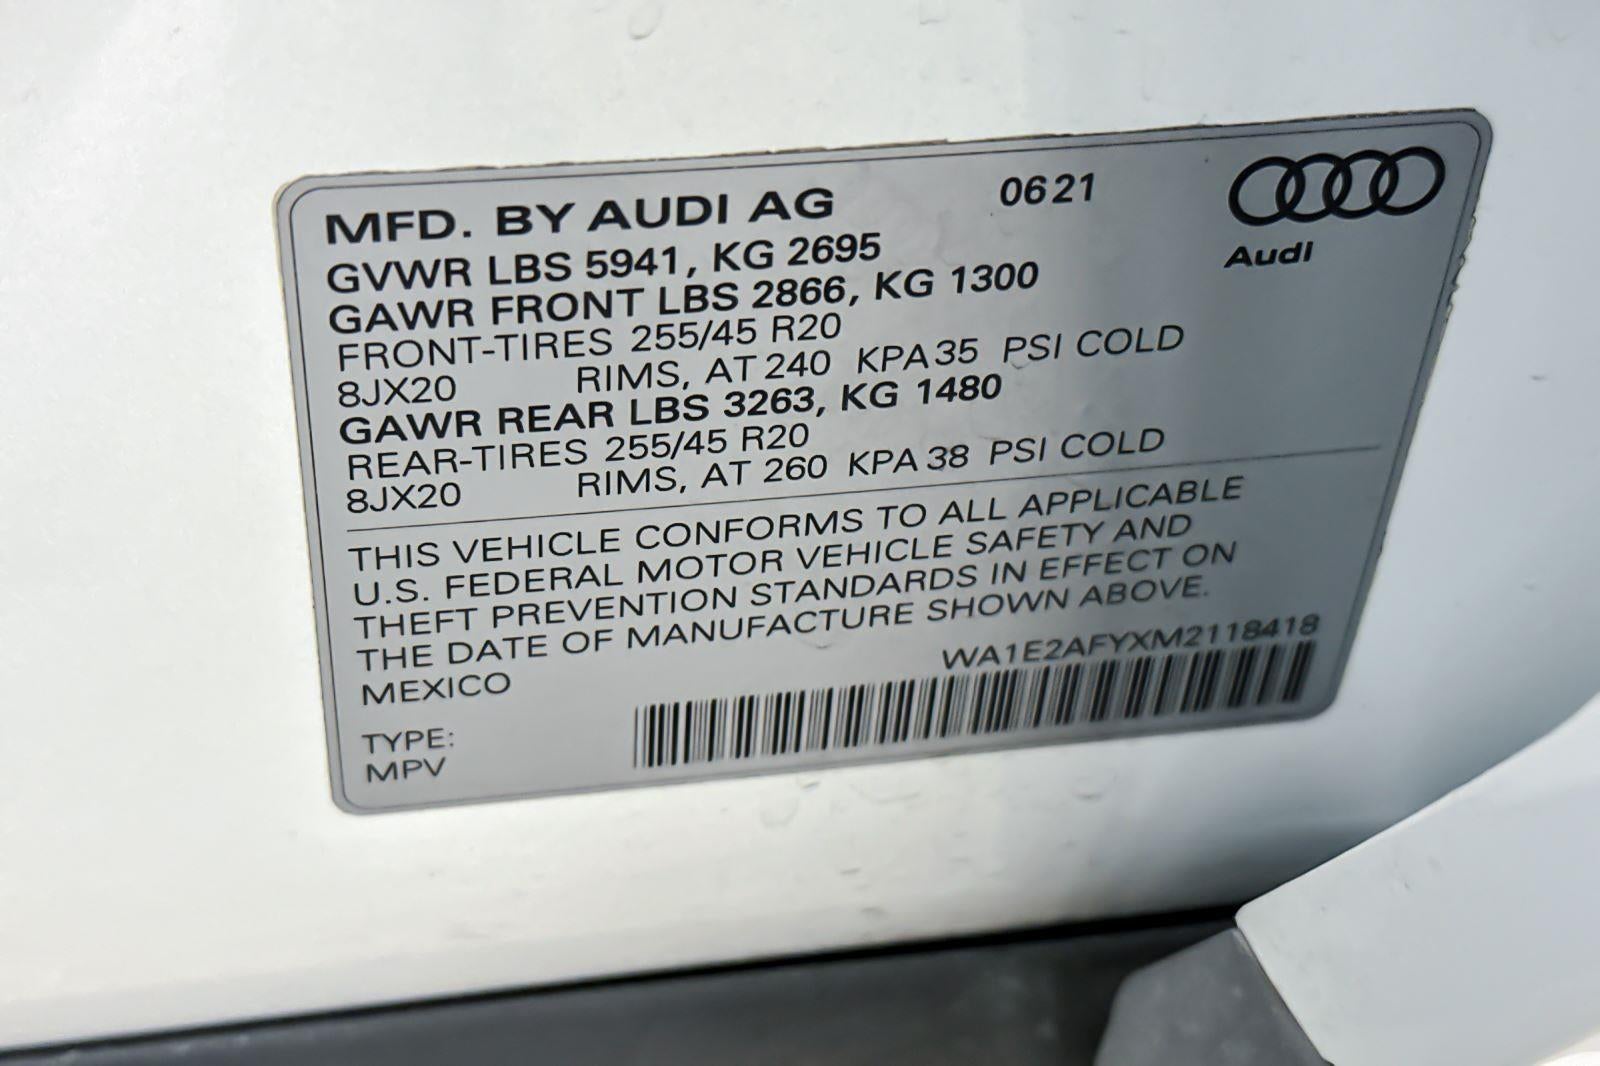 MFD. BY AUDI AG 0621
Audi
GVWR LBS 5941, KG 2695
GAWR FRONT LBS 2866, KG 1300
FRONT-TIRES 255/45 R20
8JX20 RIMS, AT 240 KPA 35 PSI COLD
GAWR REAR LBS 3263, KG 1480
REAR-TIRES 255/45 R20
8JX20 RIMS, AT 260 KPA 38 PSI COLD
THIS VEHICLE CONFORMS TO ALL APPLICABLE
U.S. FEDERAL MOTOR VEHICLE SAFETY AND
THEFT PREVENTION STANDARDS IN EFFECT ON
THE DATE OF MANUFACTURE SHOWN ABOVE.
MEXICO WA1E2AFYXM2118418
TYPE:
MPV